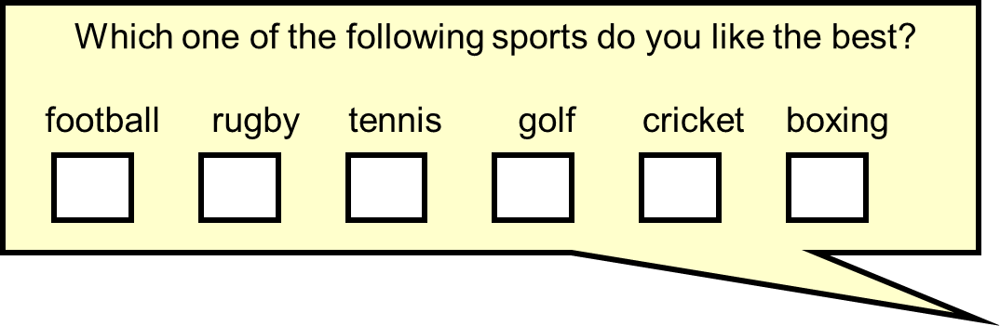 Which one of the following sports do you like the best?
football rugby tennis golf cricket boxing